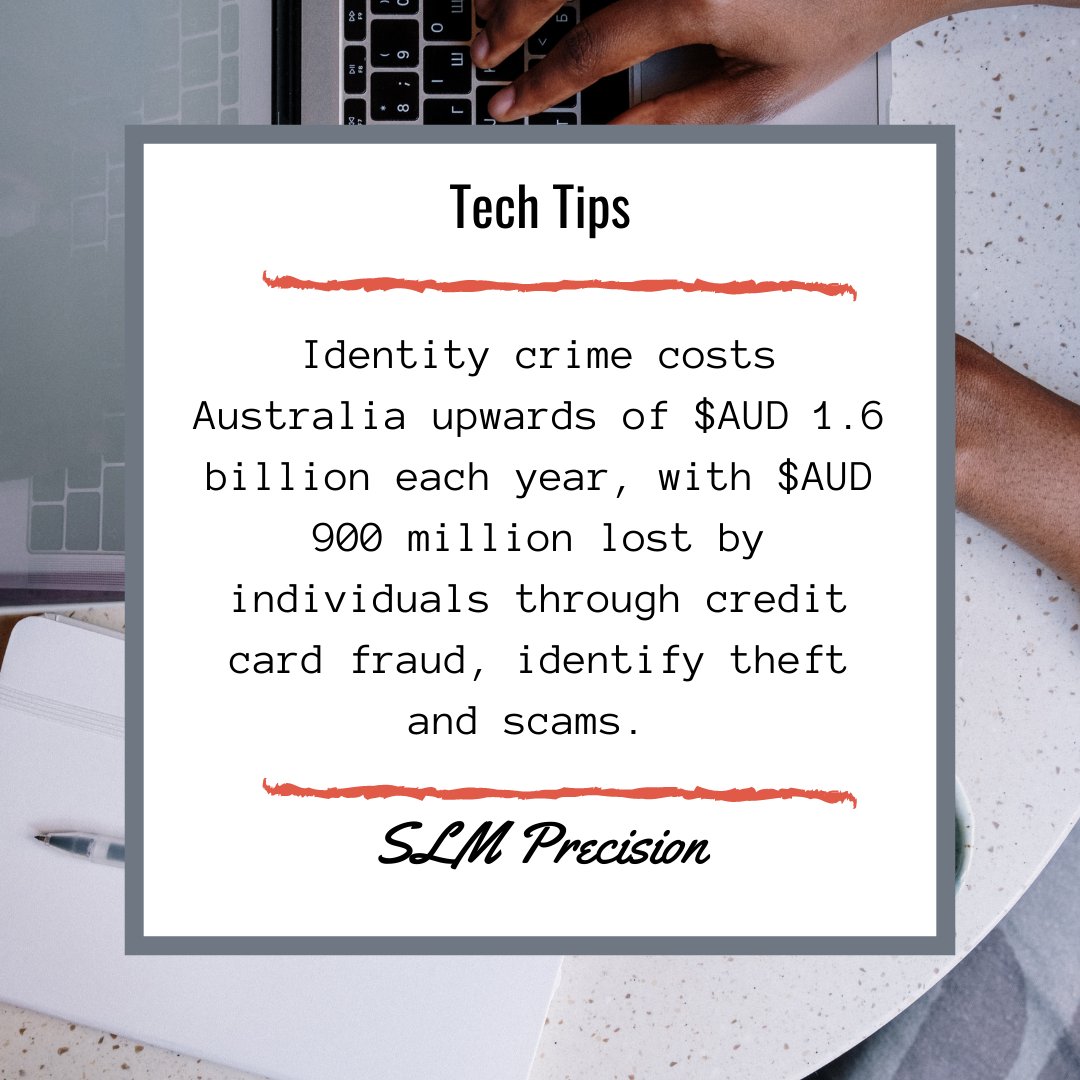 Tech Tips
Identity crime costs
Australia upwards of $AUD 1.6
billion each year, with $AUD
900 million lost by
individuals through credit
card fraud, identify theft
and scams.
SLM Precision